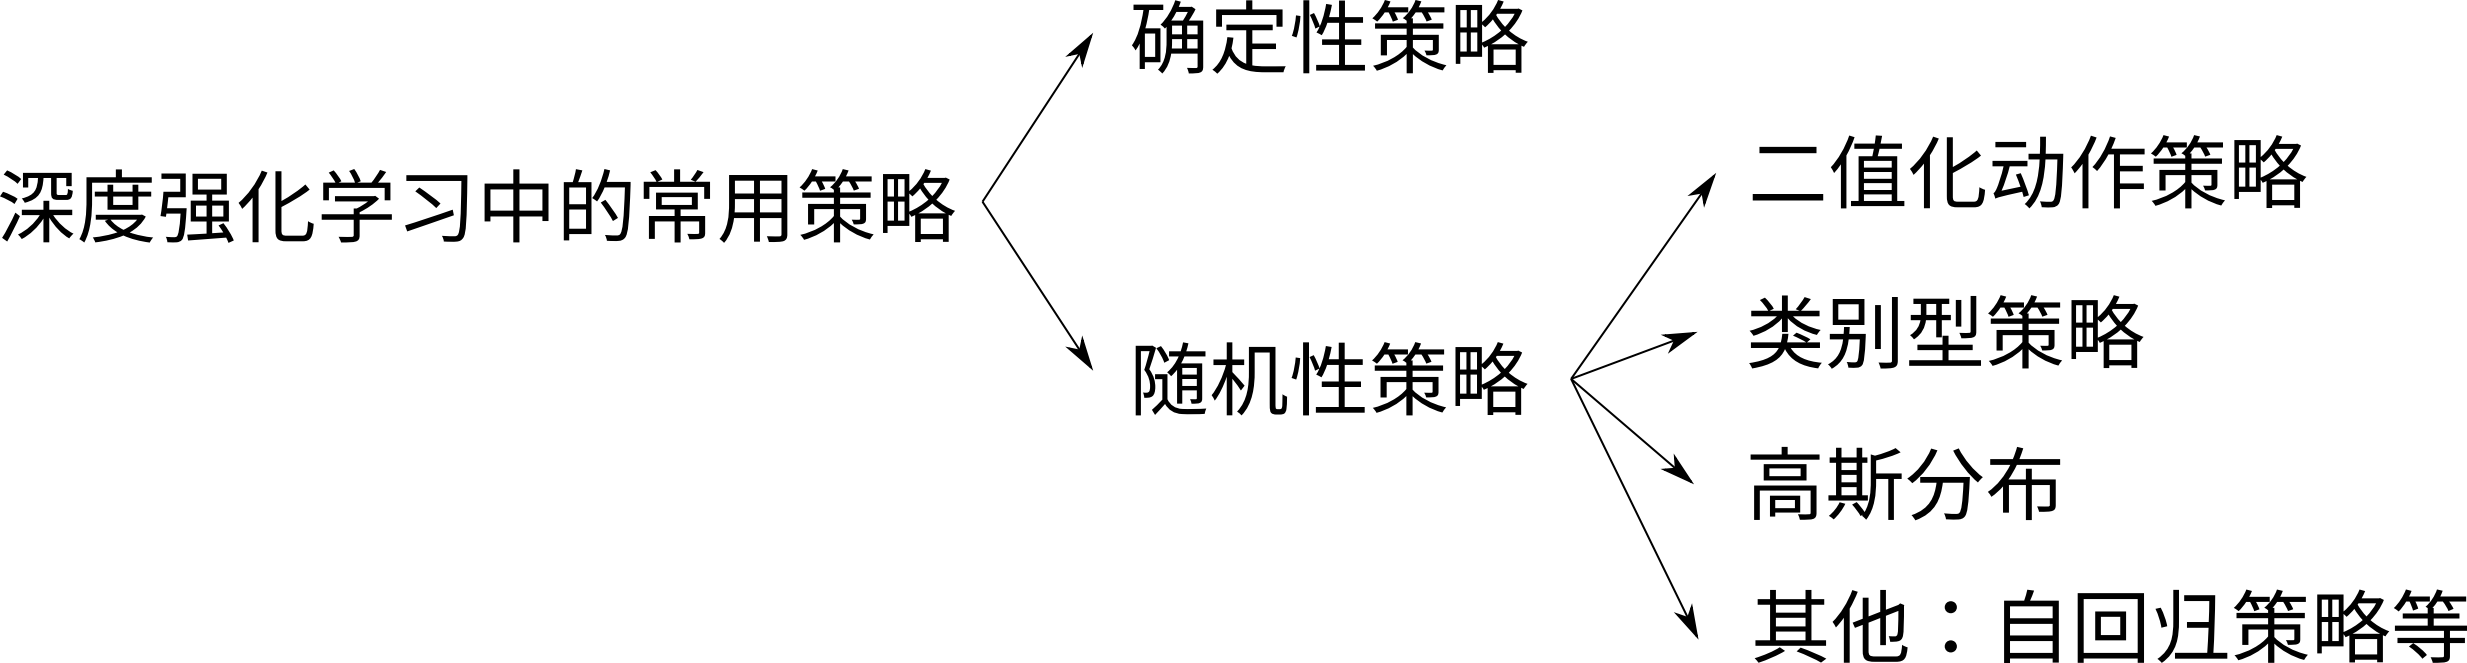 深度强化学习中的常用策略
确定性策略
随机性策略
二值化动作策略
类别型策略
高斯分布
其他：自回归策略等